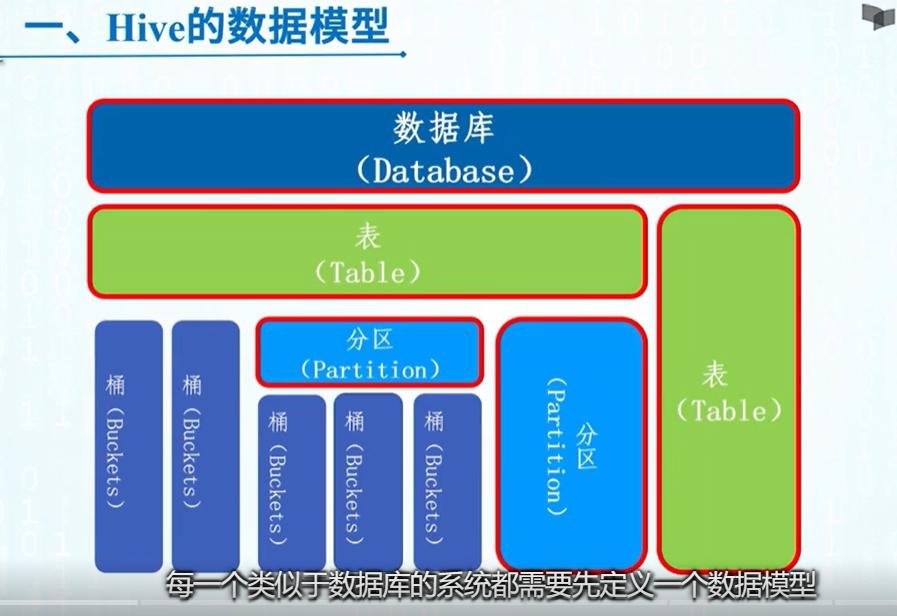 一、Hive的数据模型
数据库
（Database）
表
（Table）
表
（Table）
桶（Buckets）
桶（Buckets）
分区
（Partition）
桶（Buckets）
桶（Buckets）
桶（Buckets）
分区
（Partition）
每一个类似于数据库的系统都需要先定义一个数据模型